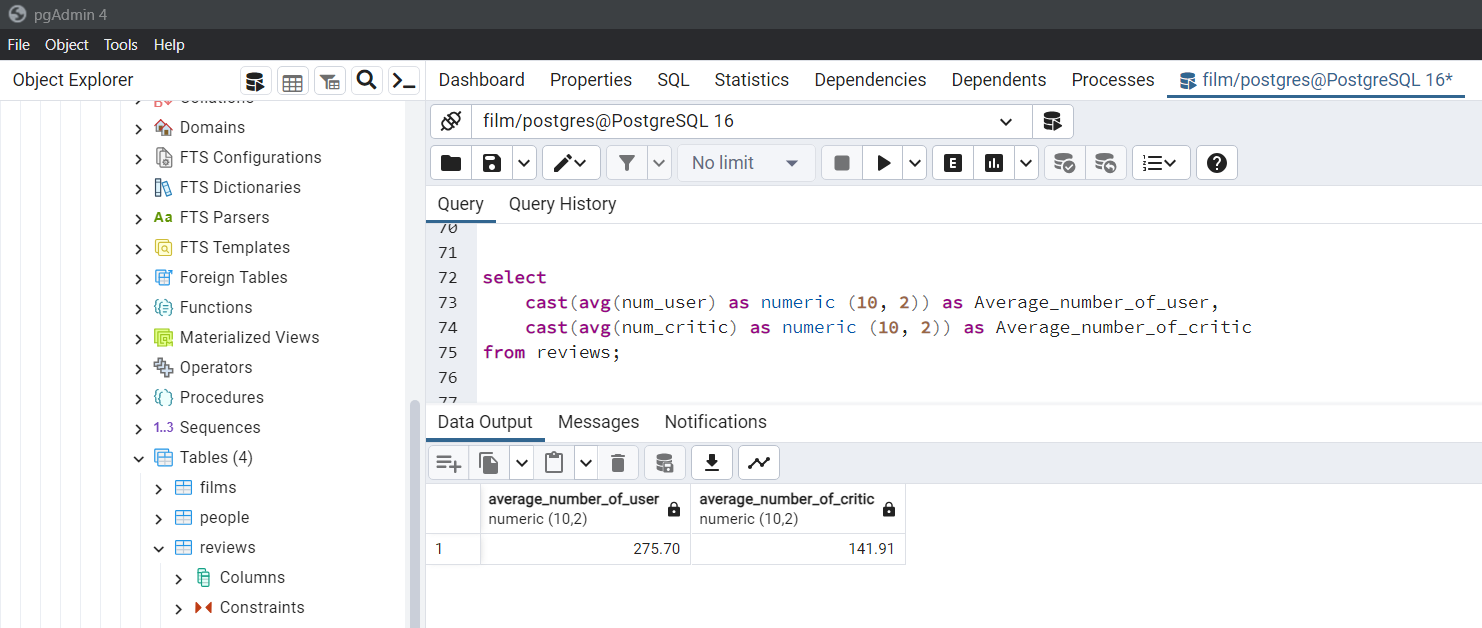 pgAdmin 4
File Object Tools Help
Object Explorer
Dashboard Properties SQL Statistics Dependencies Dependents Processes film/postgres@PostgreSQL 16*
Collations
Domains
FTS Configurations
FTS Dictionaries
Aa FTS Parsers
FTS Templates
Foreign Tables
Functions
Materialized Views
Operators
Procedures
1..3 Sequences
Tables (4)
films
people
reviews
Columns
Constraints
film/postgres@PostgreSQL 16
No limit
E
Query Query History
70
71
72 select
73 cast(avg(num_user) as numeric (10, 2)) as Average_number_of_user,
74 cast(avg(num_critic) as numeric (10, 2)) as Average_number_of_critic
75 from reviews;
76
77
Data Output Messages Notifications
average_number_of_user average_number_of_critic
numeric (10,2) numeric (10,2)
1 275.70 141.91